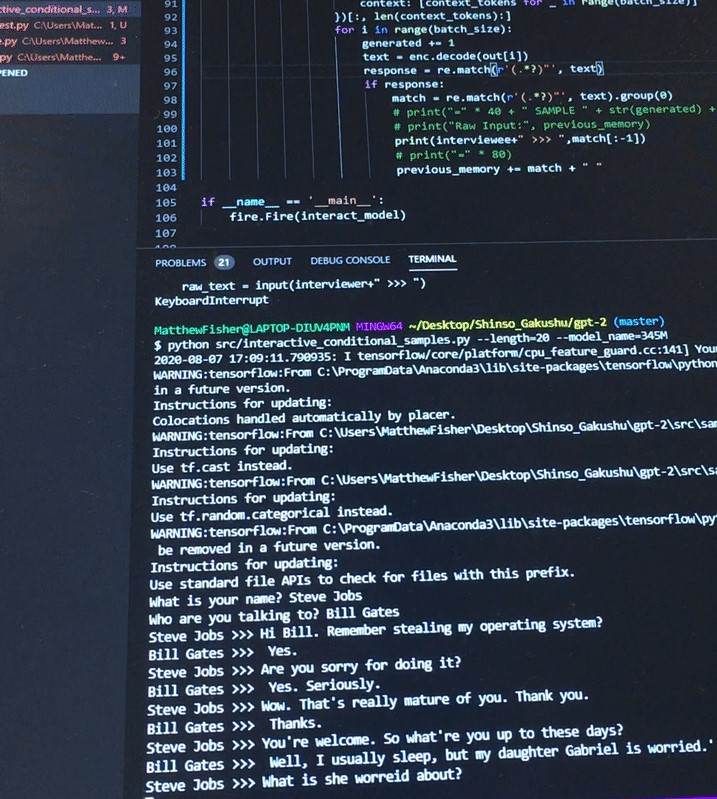 ctive_conditional_s... 3, M
est.py C:\Users\Mat... 1, U
.py C:\Users\Matthew... 3
py C:\Users\Matthe... 9+
PENED
91 context: [context_tokens for _ in range(batch_size)]
92 })[:, len(context_tokens):]
93 for i in range(batch_size):
94 generated += 1
95 text = enc.decode(out[i])
96 response = re.match(r'(.*?)"', text)
97 if response:
98 match = re.match(r'(.*?)"', text).group(0)
99 # print("=" * 40 + " SAMPLE " + str(generated) +
100 # print("Raw Input:", previous_memory)
101 print(interviewee+" >>> ",match[:-1])
102 # print("=" * 80)
103 previous_memory += match + " "
104
105 if __name__ == '__main__':
106 fire.Fire(interact_model)
107
108
PROBLEMS 21 OUTPUT DEBUG CONSOLE TERMINAL
raw_text = input(interviewer+" >>> ")
KeyboardInterrupt
MatthewFisher@LAPTOP-DIUV4PNM MINGW64 ~/Desktop/Shinso_Gakushu/gpt-2 (master)
$ python src/interactive_conditional_samples.py --length=20 --model_name=345M
2020-08-07 17:09:11.790935: I tensorflow/core/platform/cpu_feature_guard.cc:141] Your
WARNING:tensorflow:From C:\ProgramData\Anaconda3\lib\site-packages\tensorflow\python
in a future version.
Instructions for updating:
Colocations handled automatically by placer.
WARNING:tensorflow:From C:\Users\MatthewFisher\Desktop\Shinso_Gakushu\gpt-2\src\sam
Instructions for updating:
Use tf.cast instead.
WARNING:tensorflow:From C:\Users\MatthewFisher\Desktop\Shinso_Gakushu\gpt-2\src\sa
Instructions for updating:
Use tf.random.categorical instead.
WARNING:tensorflow:From C:\ProgramData\Anaconda3\lib\site-packages\tensorflow\pyt
be removed in a future version.
Instructions for updating:
Use standard file APIs to check for files with this prefix.
What is your name? Steve Jobs
Who are you talking to? Bill Gates
Steve Jobs >>> Hi Bill. Remember stealing my operating system?
Bill Gates >>>  Yes.
Steve Jobs >>> Are you sorry for doing it?
Bill Gates >>>  Yes. Seriously.
Steve Jobs >>> Wow. That's really mature of you. Thank you.
Bill Gates >>>  Thanks.
Steve Jobs >>> You're welcome. So what're you up to these days?
Bill Gates >>>  Well, I usually sleep, but my daughter Gabriel is worried.'
Steve Jobs >>> What is she worreid about?